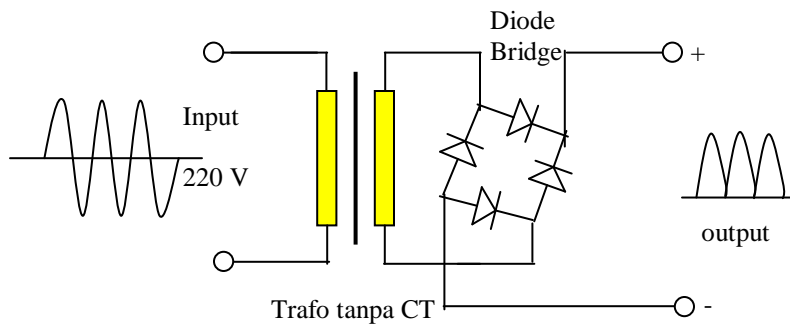 Diode
Bridge
+
Input
220 V
output
Trafo tanpa CT
-